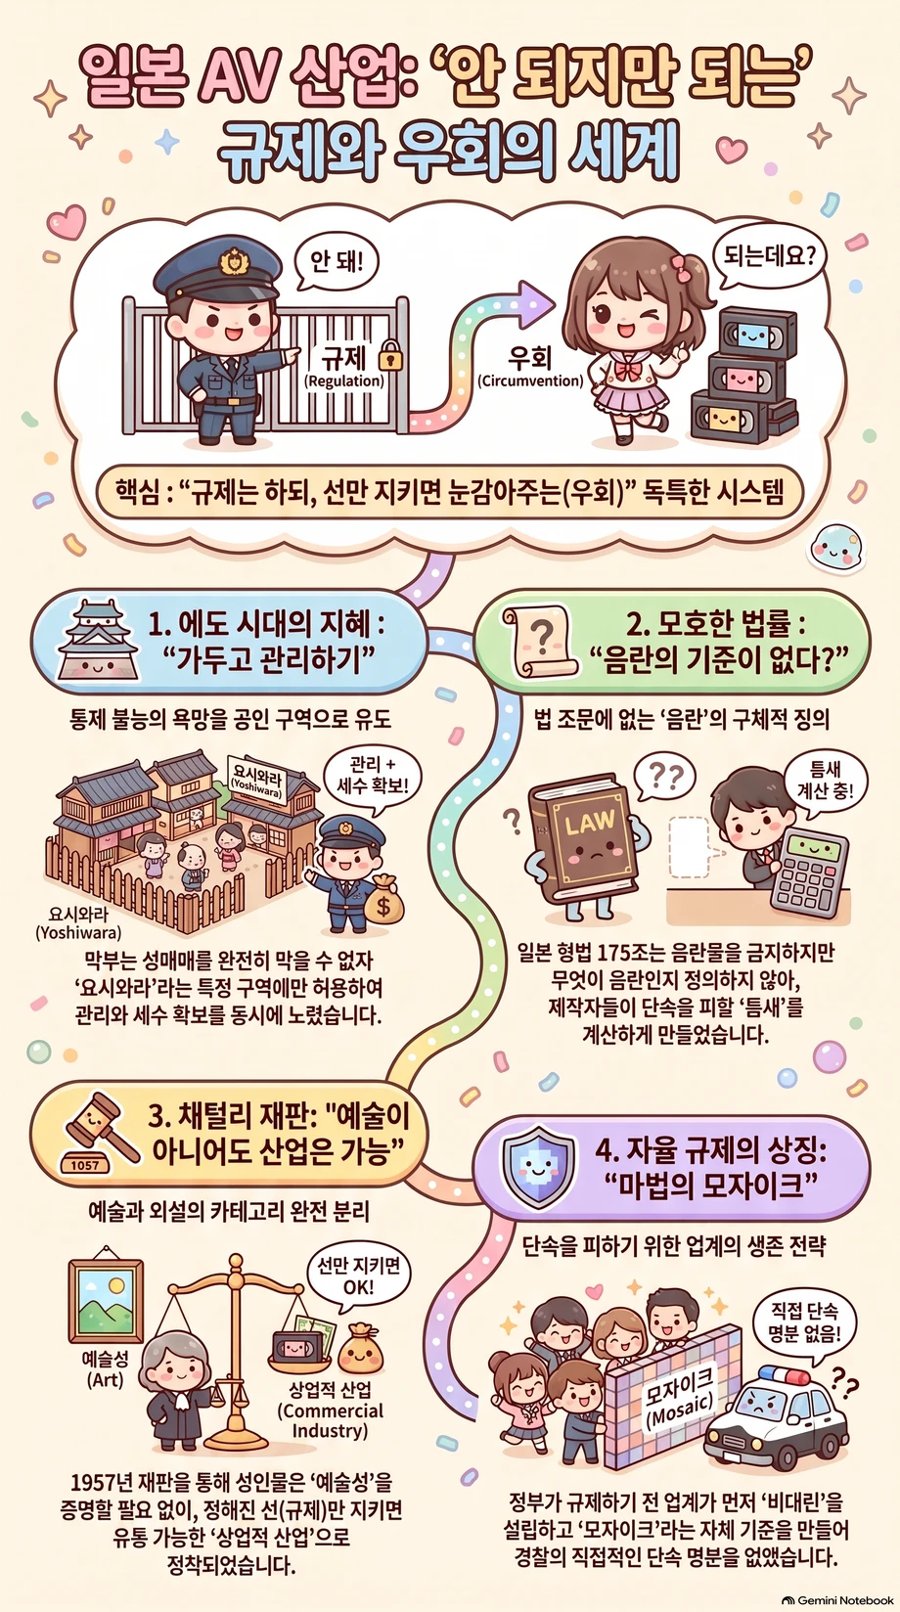 일본 AV 산업: ‘안 되지만 되는’
규제와 우회의 세계
안 돼!
규제
(Regulation)
우회
(Circumvention)
되는데요?
핵심 : “규제는 하되, 선만 지키면 눈감아주는(우회)” 독특한 시스템
1. 에도 시대의 지혜 :
“가두고 관리하기”
통제 불능의 욕망을 공인 구역으로 유도
요시와라
(Yoshiwara)
관리 +
세수 확보!
$
요시와라
(Yoshiwara)
막부는 성매매를 완전히 막을 수 없자
‘요시와라’라는 특정 구역에만 허용하여
관리와 세수 확보를 동시에 노렸습니다.
?
2. 모호한 법률 :
“음란의 기준이 없다?”
법 조문에 없는 ‘음란’의 구체적 징의
?
LAW
??
틈새
계산 중!
일본 형법 175조는 음란물을 금지하지만
무엇이 음란인지 정의하지 않아,
제작자들이 단속을 피할 ‘틈새’를
계산하게 만들었습니다.
1057
3. 채털리 재판: "예술이
아니어도 산업은 가능”
예술과 외설의 카테고리 완전 분리
예슬성
(Art)
선만 지키면
OK!
상업적 산업
(Commercial
Industry)
1957년 재판을 통해 성인물은 ‘예술성’을
증명할 필요 없이, 정해진 선(규제)만 지키면
유통 가능한 ‘상업적 산업’으로
정착되었습니다.
4. 자율 규제의 상징:
“마법의 모자이크”
단속을 피하기 위한 업계의 생존 전략
모자이크
(Mosaic)
직접 단속
명분 없음!
??
정부가 규제하기 전 업계가 먼저 ‘비대린’을
설립하고 ‘모자이크’라는 자체 기준을 만들어
경찰의 직접적인 단속 명분을 없앴습니다.
Gemini Notebook